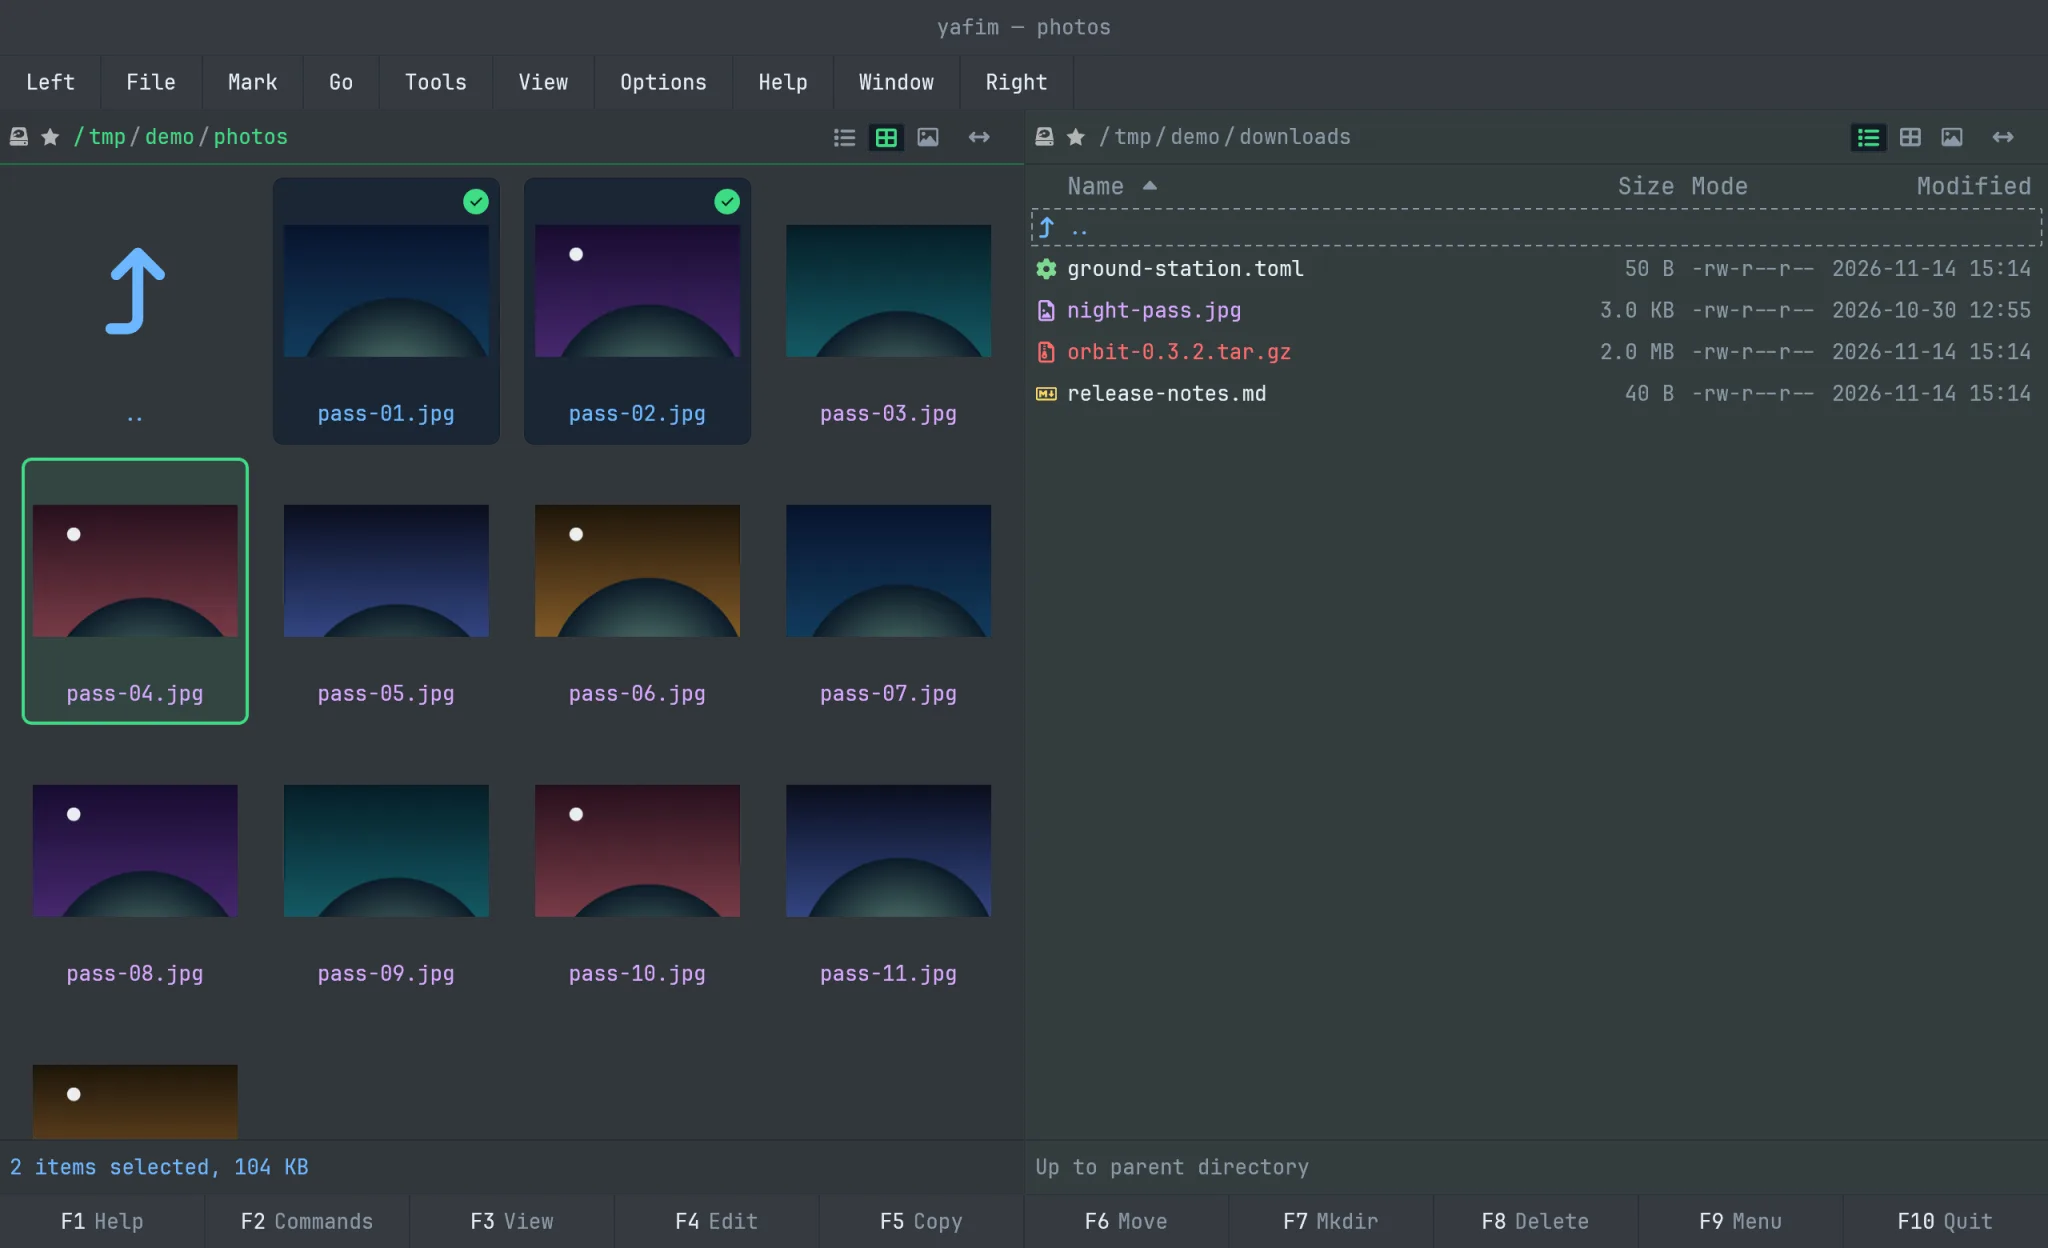 yafim — photos
Left File Mark Go Tools View Options Help Window Right
/tmp/demo/photos
..
pass-01.jpg
pass-02.jpg
pass-03.jpg
pass-04.jpg
pass-05.jpg
pass-06.jpg
pass-07.jpg
pass-08.jpg
pass-09.jpg
pass-10.jpg
pass-11.jpg
2 items selected, 104 KB
/tmp/demo/downloads
Name Size Mode Modified
..
ground-station.toml 50 B -rw-r--r-- 2026-11-14 15:14
night-pass.jpg 3.0 KB -rw-r--r-- 2026-10-30 12:55
orbit-0.3.2.tar.gz 2.0 MB -rw-r--r-- 2026-11-14 15:14
release-notes.md 40 B -rw-r--r-- 2026-11-14 15:14
Up to parent directory
F1 Help F2 Commands F3 View F4 Edit F5 Copy F6 Move F7 Mkdir F8 Delete F9 Menu F10 Quit